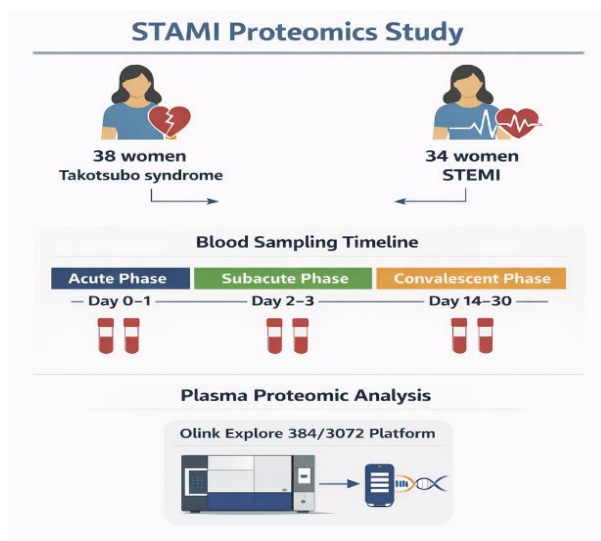 STAMI Proteomics Study
38 women
Takotsubo syndrome
34 women
STEMI
Blood Sampling Timeline
Acute Phase
Subacute Phase
Convalescent Phase
Day 0–1
Day 2–3
Day 14–30
Plasma Proteomic Analysis
Olink Explore 384/3072 Platform